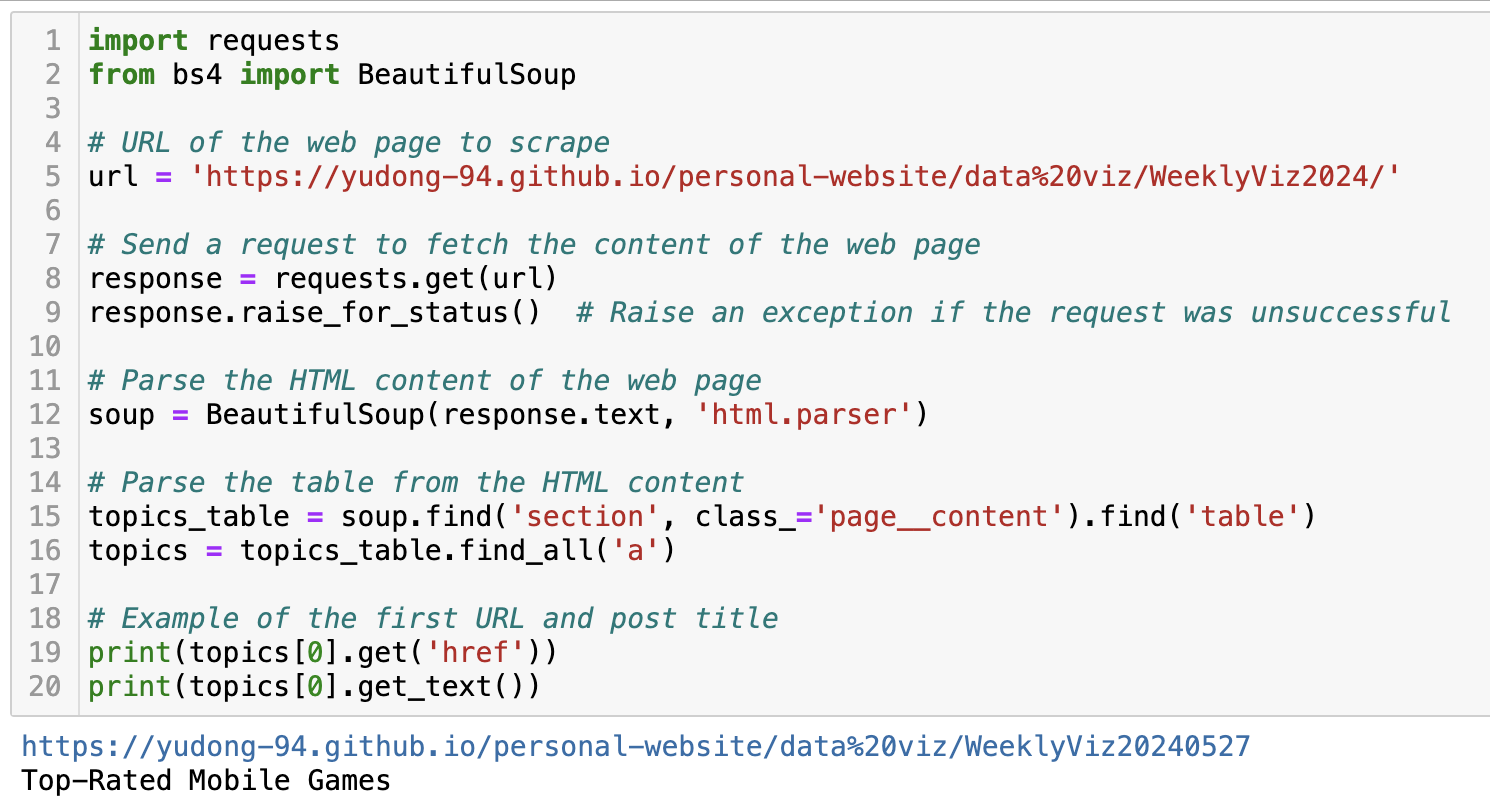 1 import requests
2 from bs4 import BeautifulSoup
3
4 # URL of the web page to scrape
5 url = 'https://yudong-94.github.io/personal-website/data%20viz/WeeklyViz2024/'
6
7 # Send a request to fetch the content of the web page
8 response = requests.get(url)
9 response.raise_for_status()  # Raise an exception if the request was unsuccessful
10
11 # Parse the HTML content of the web page
12 soup = BeautifulSoup(response.text, 'html.parser')
13
14 # Parse the table from the HTML content
15 topics_table = soup.find('section', class_='page__content').find('table')
16 topics = topics_table.find_all('a')
17
18 # Example of the first URL and post title
19 print(topics[0].get('href'))
20 print(topics[0].get_text())
https://yudong-94.github.io/personal-website/data%20viz/WeeklyViz20240527
Top-Rated Mobile Games